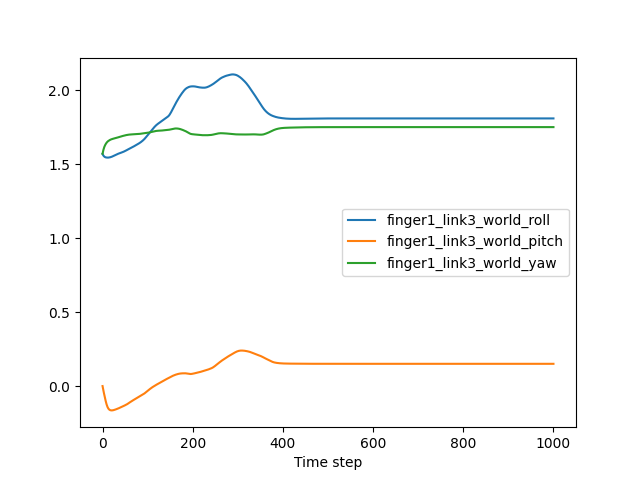 2.0
1.5
1.0
0.5
0.0
finger1_link3_world_roll
finger1_link3_world_pitch
finger1_link3_world_yaw
0 200 400 600 800 1000
Time step